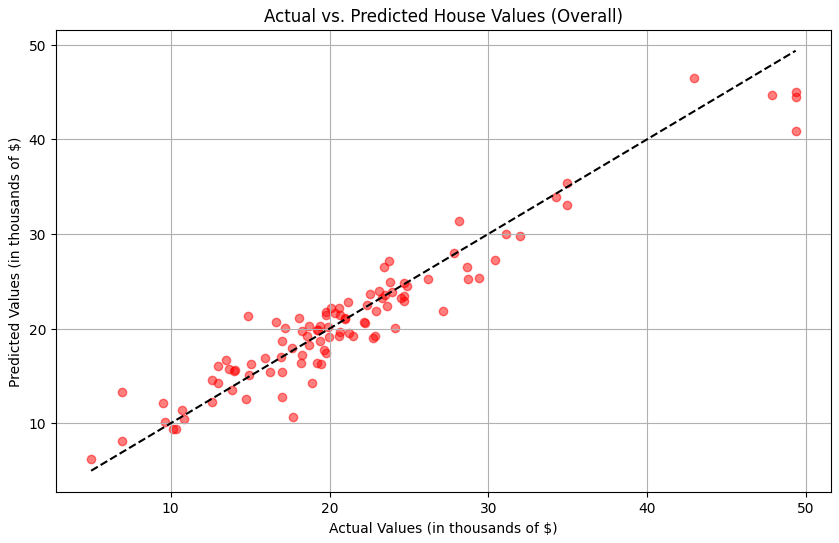 Actual vs. Predicted House Values (Overall)
50
40
30
20
10
Predicted Values (in thousands of $)
10 20 30 40 50
Actual Values (in thousands of $)